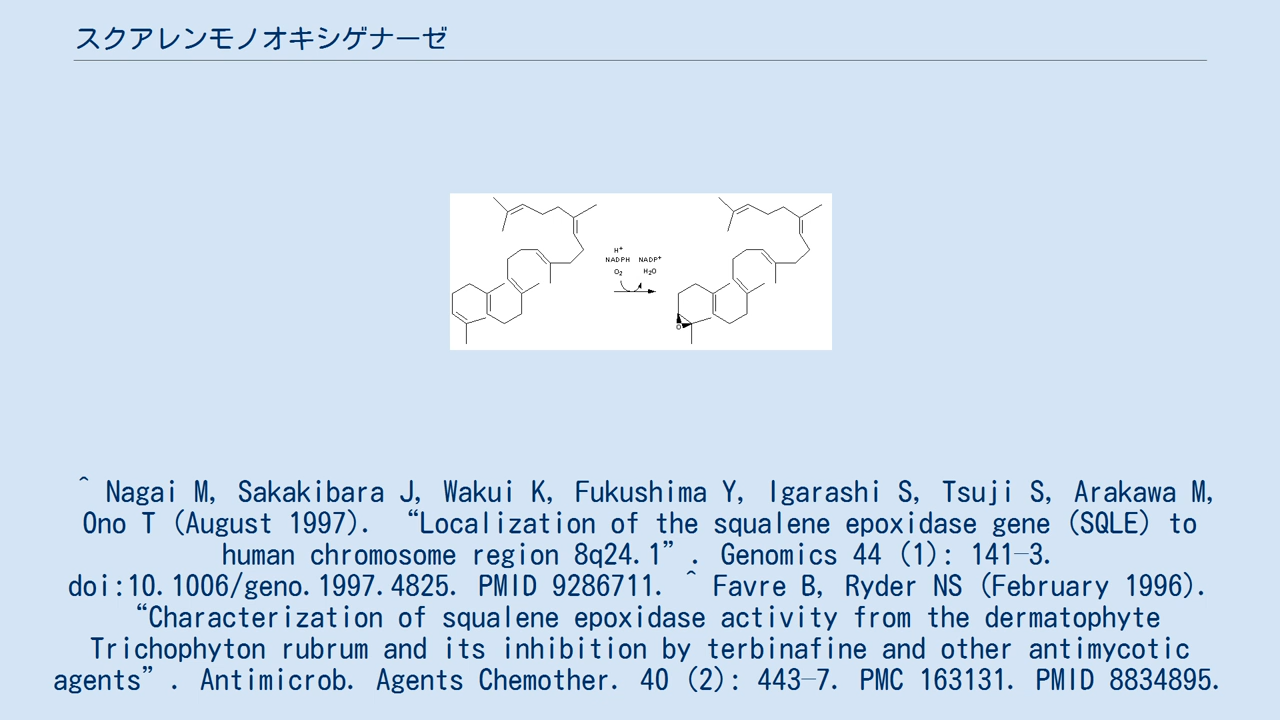 スクアレンモノオキシゲナーゼ
H+
NADPH NADP+
O2 H2O
O
^ Nagai M, Sakakibara J, Wakui K, Fukushima Y, Igarashi S, Tsuji S, Arakawa M,
Ono T (August 1997). “Localization of the squalene epoxidase gene (SQLE) to
human chromosome region 8q24.1”. Genomics 44 (1): 141–3.
doi:10.1006/geno.1997.4825. PMID 9286711. ^ Favre B, Ryder NS (February 1996).
“Characterization of squalene epoxidase activity from the dermatophyte
Trichophyton rubrum and its inhibition by terbinafine and other antimycotic
agents”. Antimicrob. Agents Chemother. 40 (2): 443–7. PMC 163131. PMID 8834895.